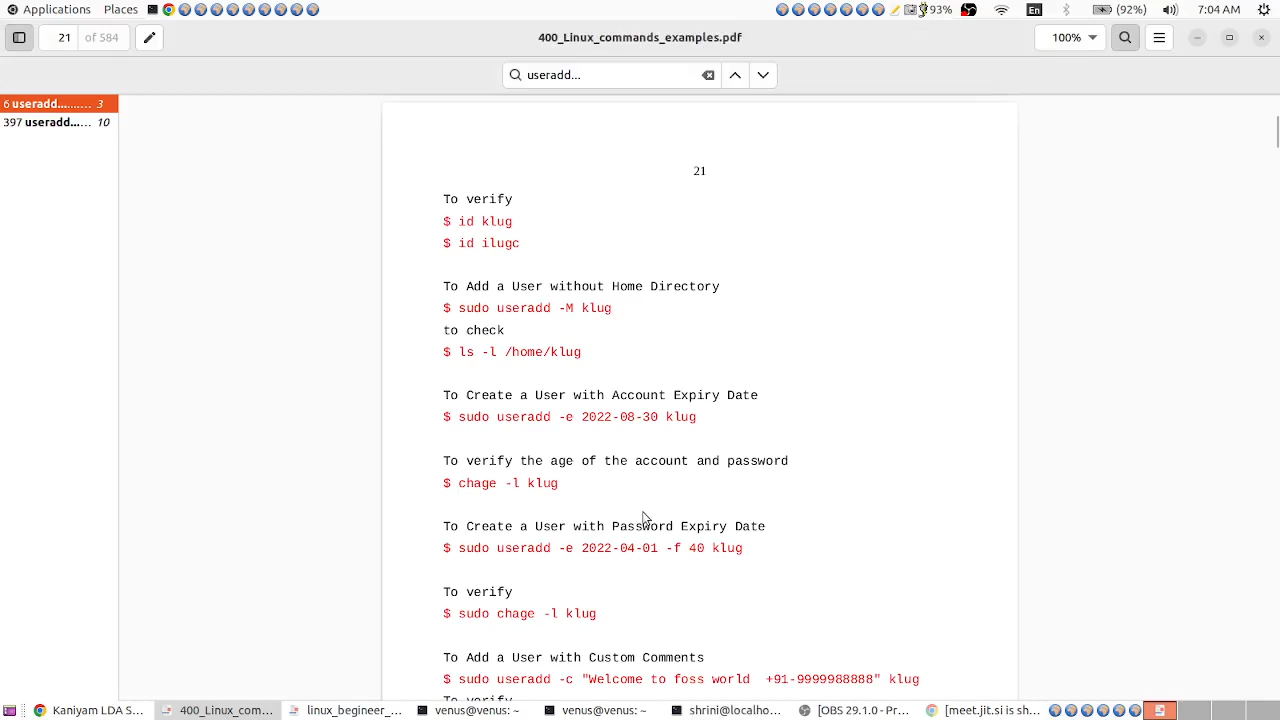 Applications Places 93% En (92%) 7:04 AM
21 of 584 400_Linux_commands_examples.pdf 100%
useradd...
6 useradd......... 3
397 useradd...... 10
21
To verify
$ id klug
$ id ilugc
To Add a User without Home Directory
$ sudo useradd -M klug
to check
$ ls -l /home/klug
To Create a User with Account Expiry Date
$ sudo useradd -e 2022-08-30 klug
To verify the age of the account and password
$ chage -l klug
To Create a User with Password Expiry Date
$ sudo useradd -e 2022-04-01 -f 40 klug
To verify
$ sudo chage -l klug
To Add a User with Custom Comments
$ sudo useradd -c "Welcome to foss world +91-9999988888" klug
To verify
Kaniyam LDA S... 400_Linux_com... linux_begineer_... venus@venus: ~ venus@venus: ~ shrini@localho... [OBS 29.1.0 - Pr... [meet.jit.si is sh...